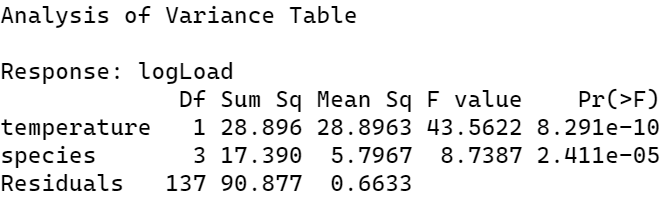 Analysis of Variance Table
Response: logLoad
Df Sum Sq Mean Sq F value Pr(>F)
temperature 1 28.896 28.8963 43.5622 8.291e-10
species 3 17.390 5.7967 8.7387 2.411e-05
Residuals 137 90.877 0.6633